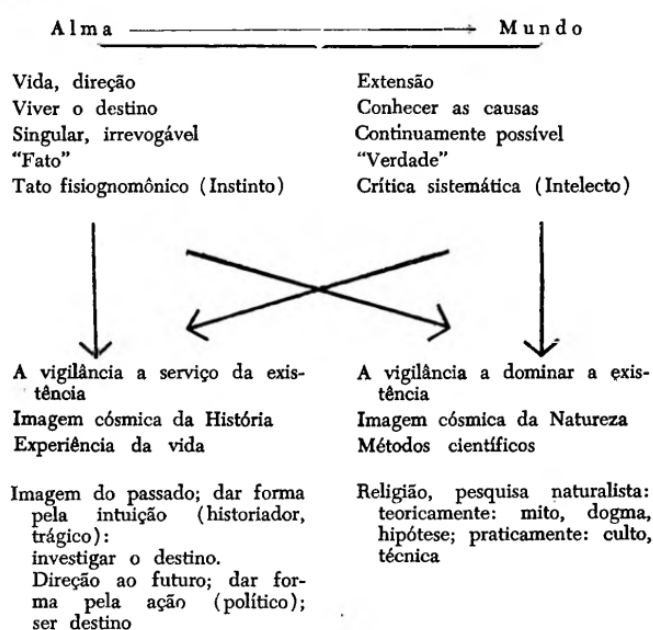 Alma Mundo
Vida, direção
Viver o destino
Singular, irrevogável
“Fato”
Tato fisiognomônico (Instinto)
Extensão
Conhecer as causas
Continuamente possível
“Verdade”
Crítica sistemática (Intelecto)
A vigilância a serviço da exis-
tência
Imagem cósmica da História
Experiência da vida
Imagem do passado; dar forma
pela intuição (historiador,
trágico):
investigar o destino.
Direção ao futuro; dar for-
ma pela ação (político);
ser destino
A vigilância a dominar a exis-
tência
Imagem cósmica da Natureza
Métodos científicos
Religião, pesquisa naturalista:
teoricamente: mito, dogma,
hipótese; praticamente: culto,
técnica